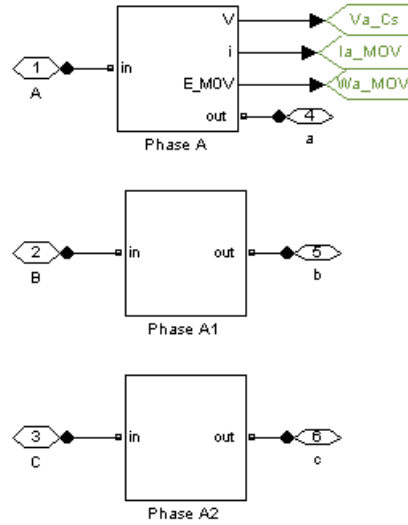 V Va_Cs
1 in i Ia_MOV
A E_MOV Wa_MOV
out 4
Phase A a
2 in out 5
B b
Phase A1
3 in out 6
C c
Phase A2